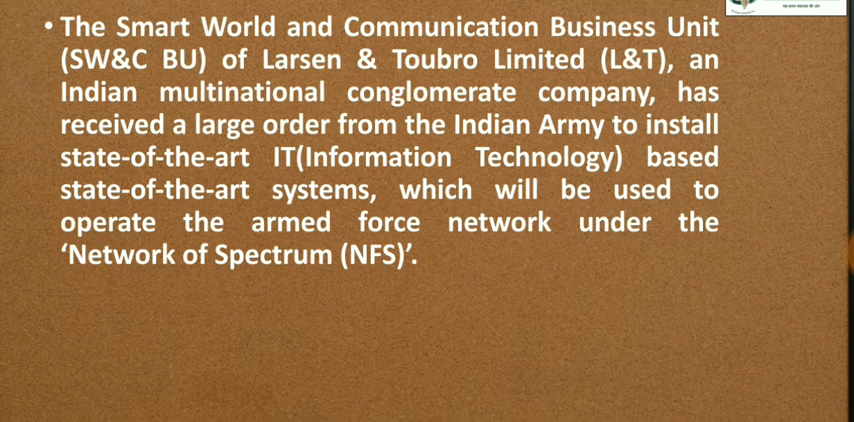 • The Smart World and Communication Business Unit
(SW&C BU) of Larsen & Toubro Limited (L&T), an
Indian multinational conglomerate company, has
received a large order from the Indian Army to install
state-of-the-art IT(Information Technology) based
state-of-the-art systems, which will be used to
operate the armed force network under the
‘Network of Spectrum (NFS)’.